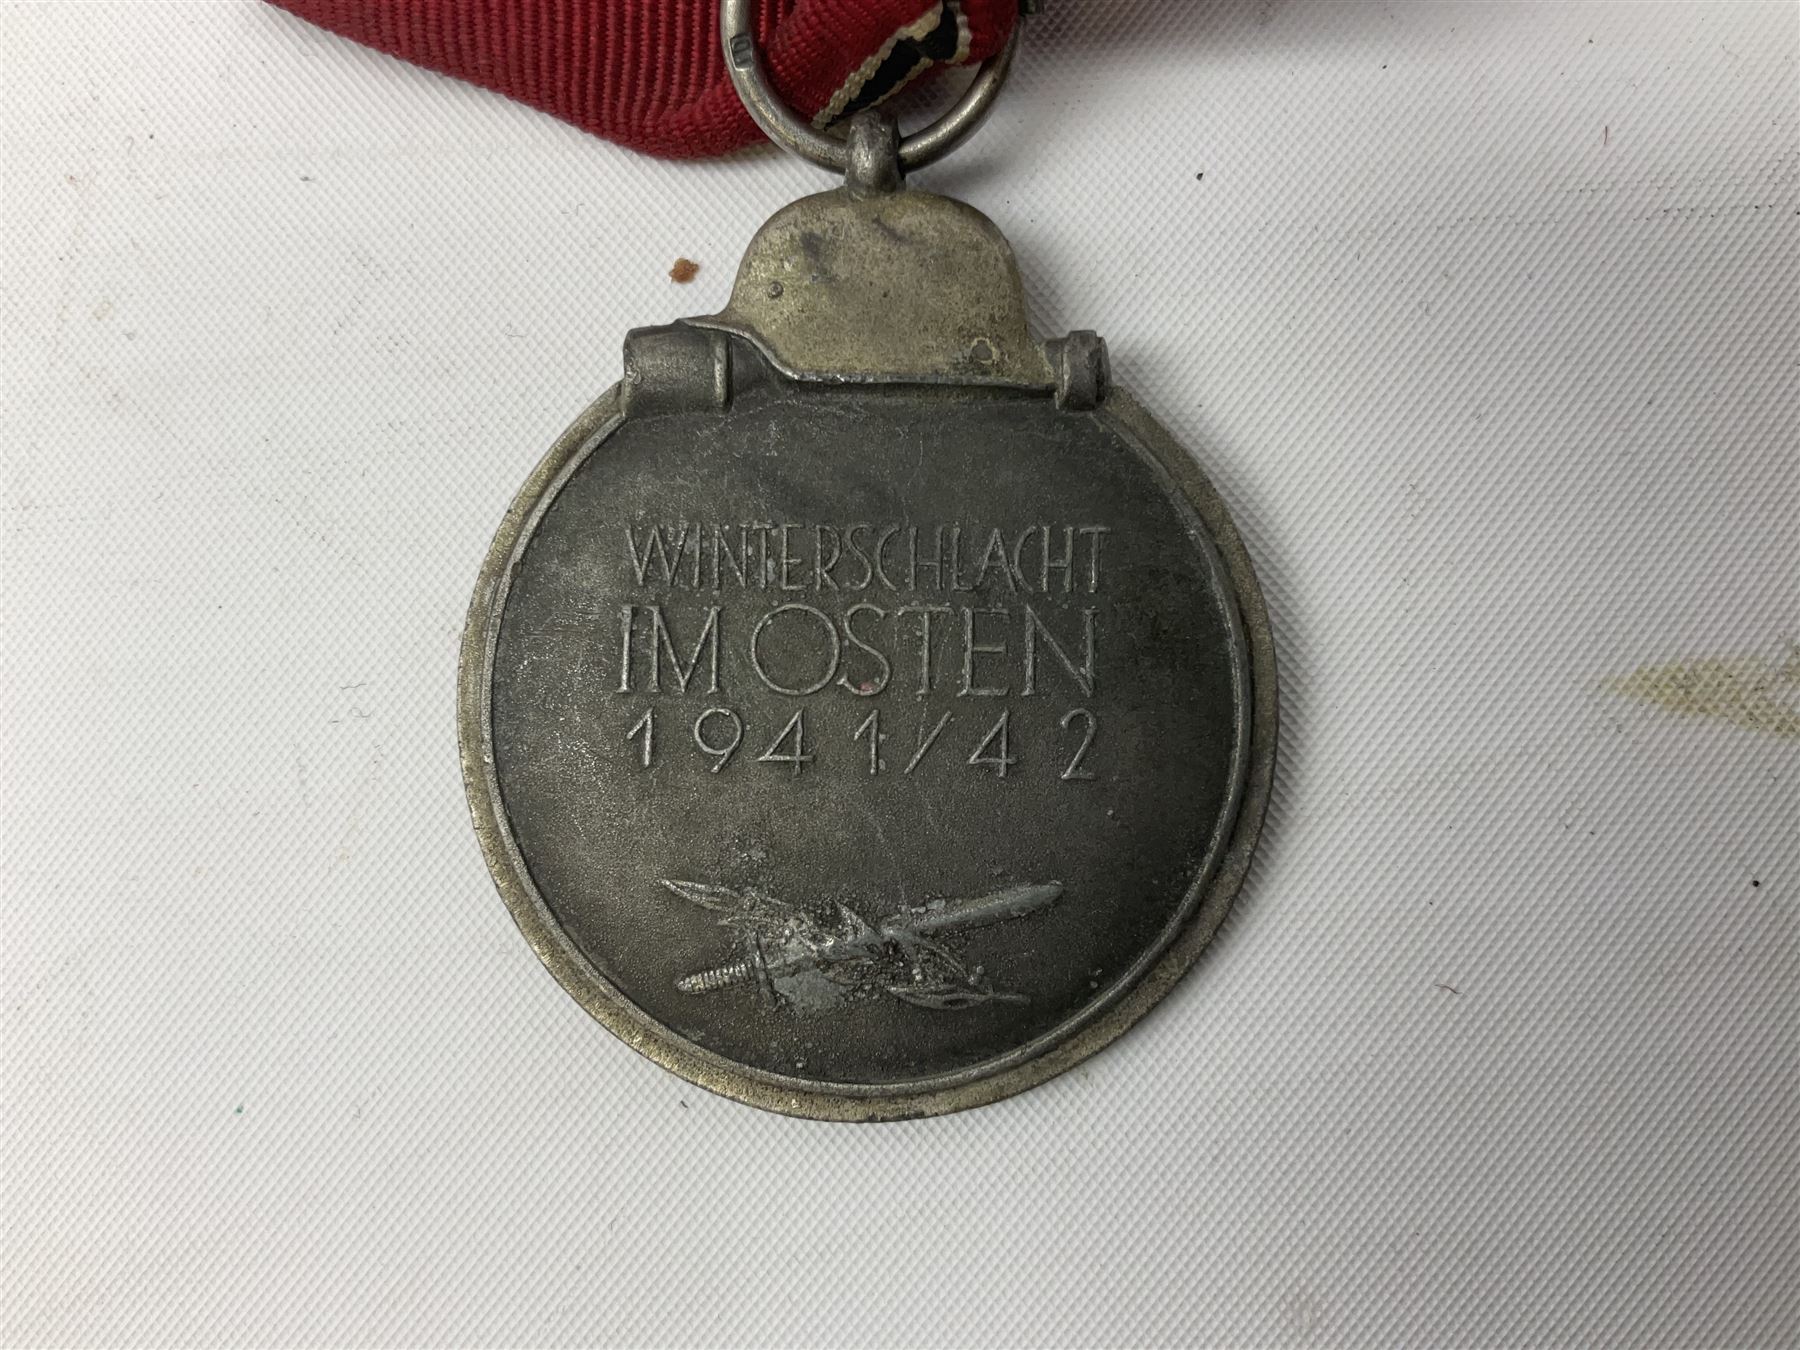 WINTERSCHLACHT
IM OSTEN
1941/42